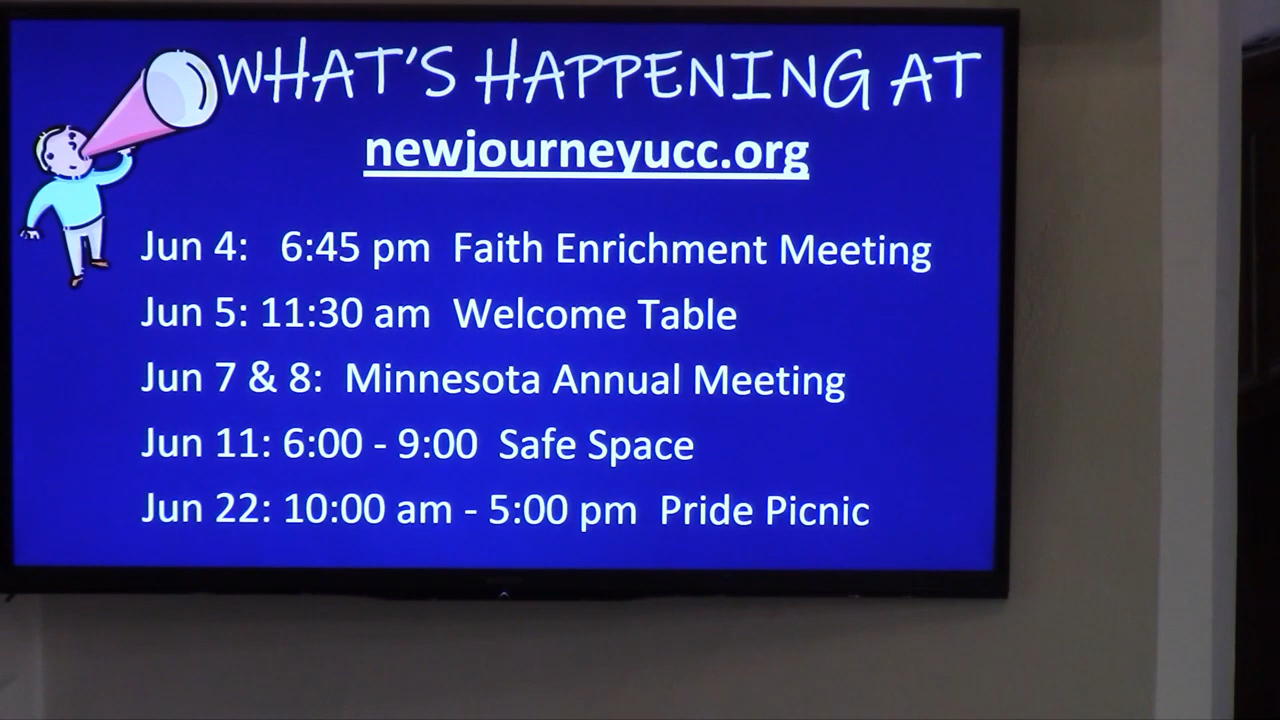 WHAT'S HAPPENING AT
newjourneyucc.org
Jun 4: 6:45 pm Faith Enrichment Meeting
Jun 5: 11:30 am Welcome Table
Jun 7 & 8: Minnesota Annual Meeting
Jun 11: 6:00 - 9:00 Safe Space
Jun 22: 10:00 am - 5:00 pm Pride Picnic